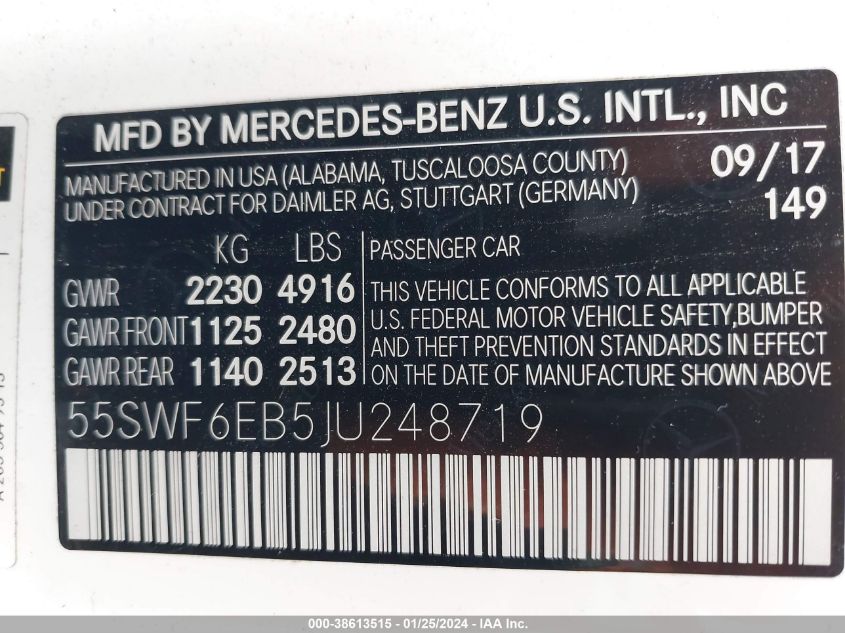 MFD BY MERCEDES-BENZ U.S. INTL., INC
MANUFACTURED IN USA (ALABAMA, TUSCALOOSA COUNTY)
UNDER CONTRACT FOR DAIMLER AG, STUTTGART (GERMANY)
09/17
149
KG LBS
GVWR 2230 4916
GAWR FRONT 1125 2480
GAWR REAR 1140 2513
PASSENGER CAR
THIS VEHICLE CONFORMS TO ALL APPLICABLE
U.S. FEDERAL MOTOR VEHICLE SAFETY, BUMPER
AND THEFT PREVENTION STANDARDS IN EFFECT
ON THE DATE OF MANUFACTURE SHOWN ABOVE
55SWF6EB5JU248719
000-38613515 - 01/25/2024 - IAA Inc.